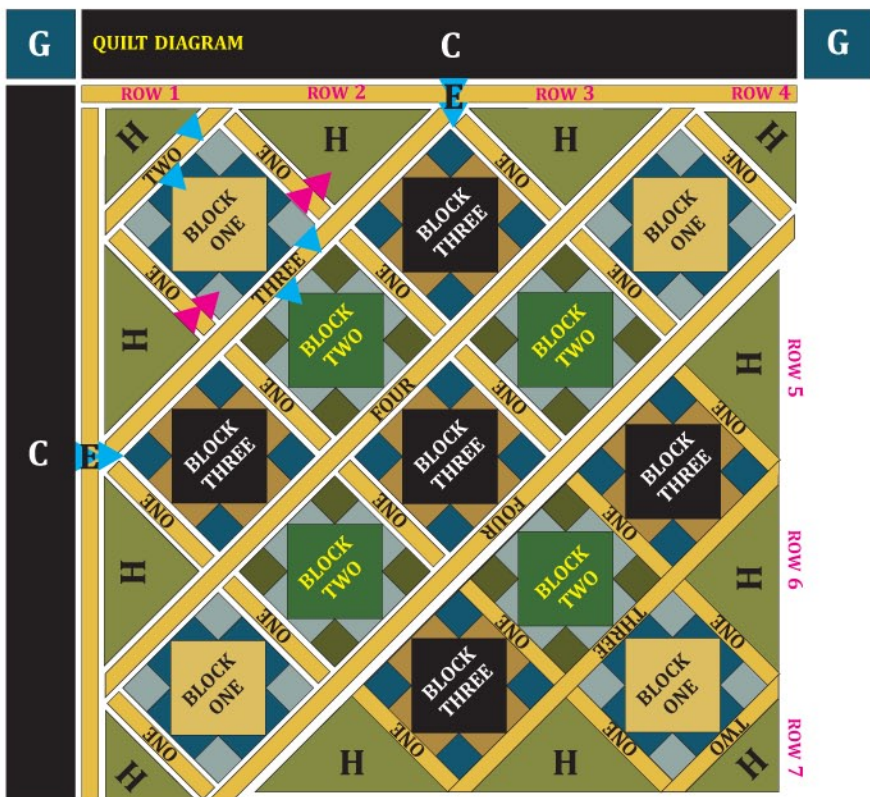 G
QUILT DIAGRAM
C
G
ROW 1
ROW 2
E
ROW 3
ROW 4
H
TWO
ONE
H
ONE
H
ONE
H
BLOCK
ONE
BLOCK
THREE
BLOCK
ONE
ONE
THREE
ONE
ONE
H
BLOCK
TWO
BLOCK
TWO
H
ROW 5
ONE
FOUR
ONE
ONE
C
E
BLOCK
THREE
BLOCK
THREE
BLOCK
THREE
ONE
ONE
FOUR
ONE
H
BLOCK
TWO
BLOCK
TWO
H
ROW 6
ONE
ONE
THREE
ONE
BLOCK
ONE
BLOCK
THREE
BLOCK
ONE
ONE
ONE
ONE
TWO
H
H
H
H
ROW 7